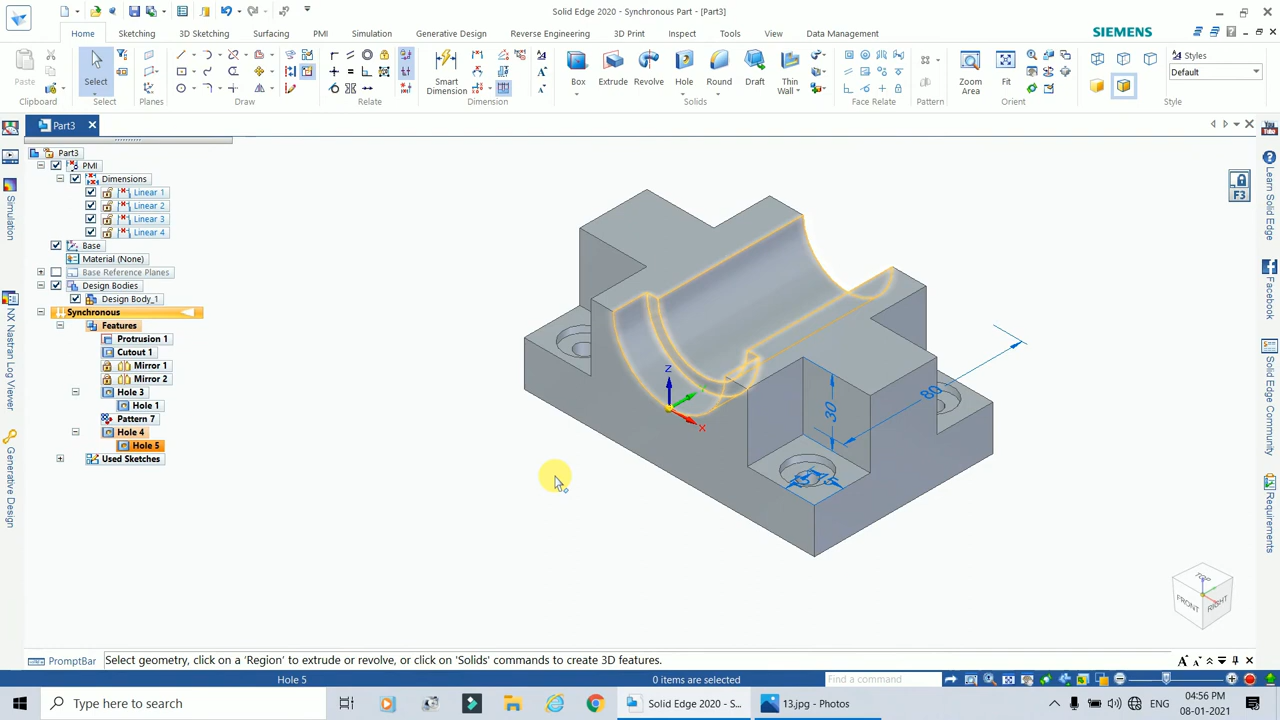 Solid Edge 2020 - Synchronous Part - [Part3]
Home Sketching 3D Sketching Surfacing PMI Simulation Generative Design Reverse Engineering 3D Print Inspect Tools View Data Management
SIEMENS
Paste
Clipboard
Select
Select
Planes
Draw
Relate
Smart Dimension
Dimension
Box
Extrude
Revolve
Hole
Round
Draft
Thin Wall
Solids
Face Relate
Pattern
Pattern
Zoom Area
Fit
Orient
Styles
Default
Style
Part3
Part3
PMI
Dimensions
Linear 1
Linear 2
Linear 3
Linear 4
Base
Material (None)
Base Reference Planes
Design Bodies
Design Body_1
Synchronous
Features
Protrusion 1
Cutout 1
Mirror 1
Mirror 2
Hole 3
Hole 1
Pattern 7
Hole 4
Hole 5
Used Sketches
Simulation
NX Nastran Log Viewer
Generative Design
F3
YouTube
Learn Solid Edge
Facebook
Solid Edge Community
Requirements
Z
X
30
80
TOP
FRONT
RIGHT
PromptBar
Select geometry, click on a 'Region' to extrude or revolve, or click on 'Solids' commands to create 3D features.
Hole 5
0 items are selected
Find a command
Type here to search
Solid Edge 2020 - S...
13.jpg - Photos
ENG
04:56 PM
08-01-2021